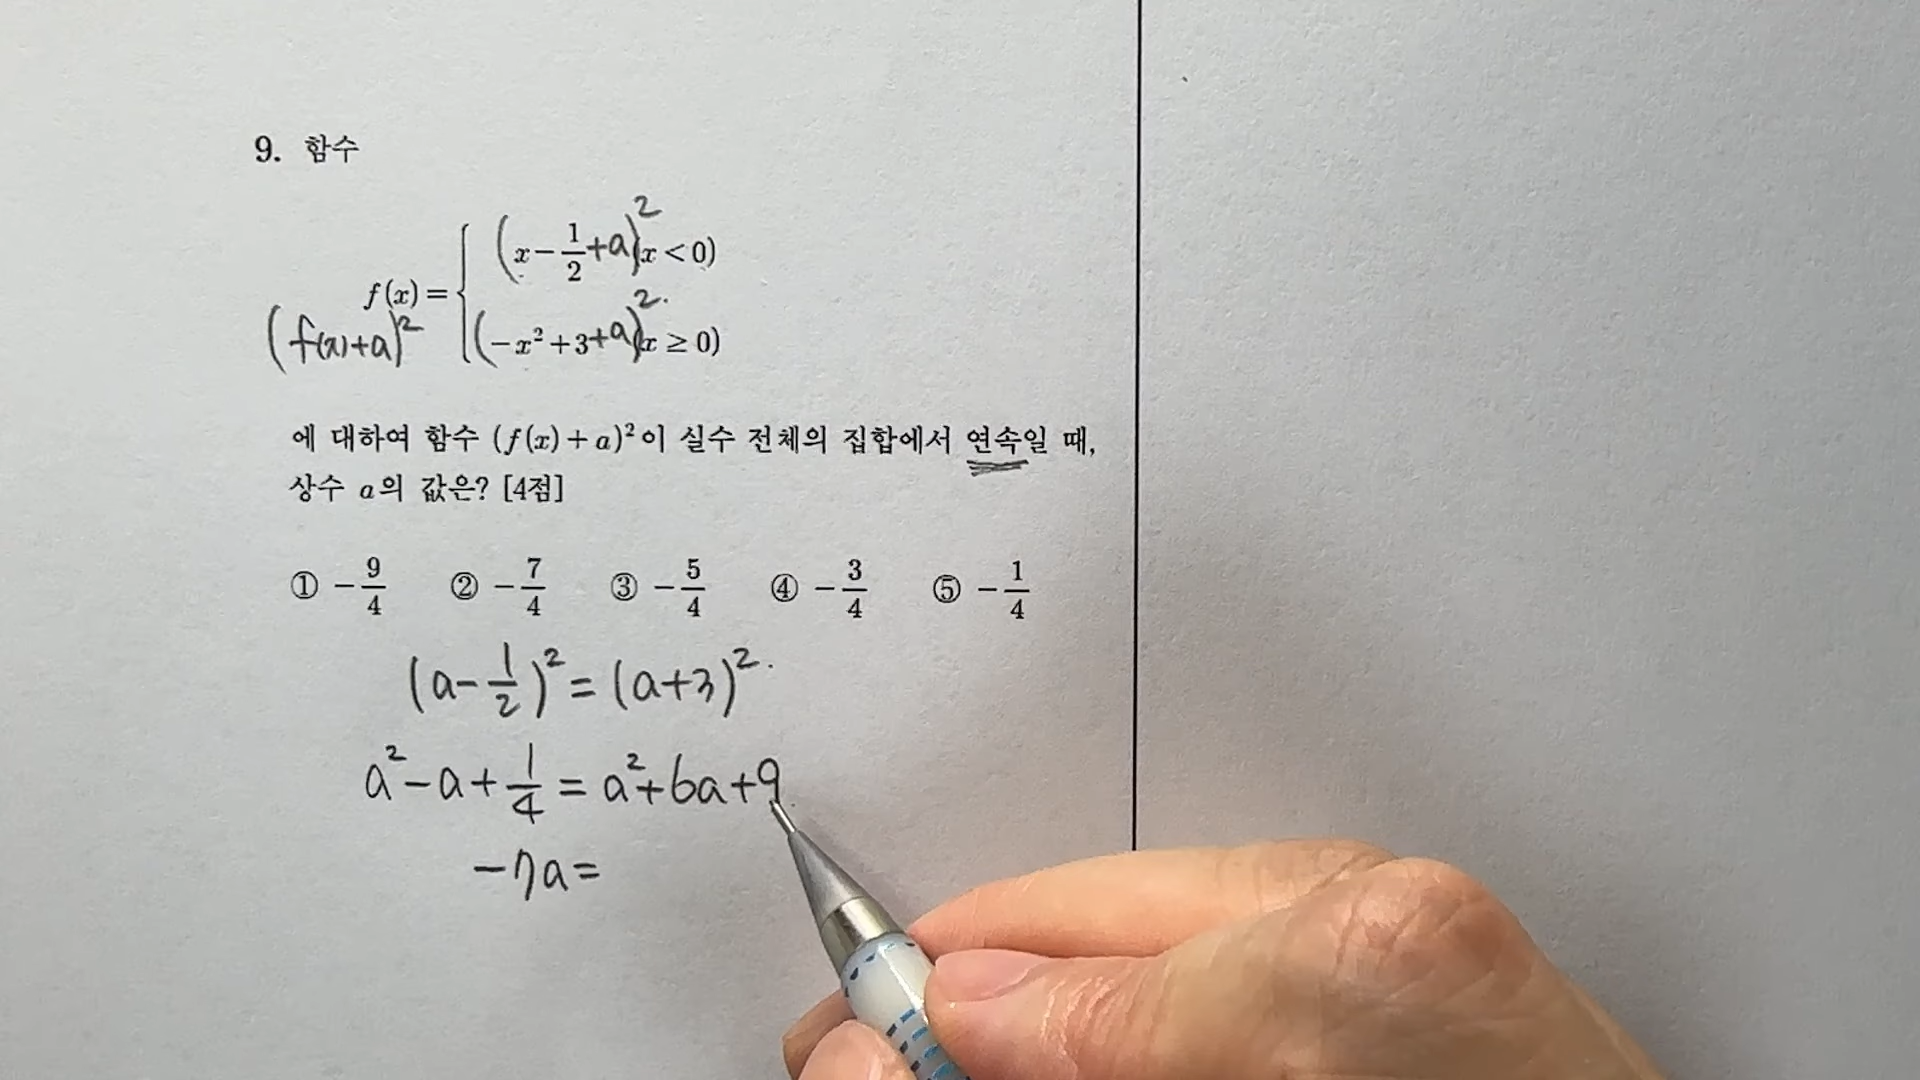 9. 함수
(x-1/2+a)² (x<0)
f(x)=
(-x²+3+a)² (x≥0)
(f(x)+a)²
에 대하여 함수 (f(x)+a)²이 실수 전체의 집합에서 연속일 때,
상수 a의 값은? [4점]
① -9/4 ② -7/4 ③ -5/4 ④ -3/4 ⑤ -1/4
(a-1/2)²=(a+3)².
a²-a+1/4=a²+6a+9
-7a=